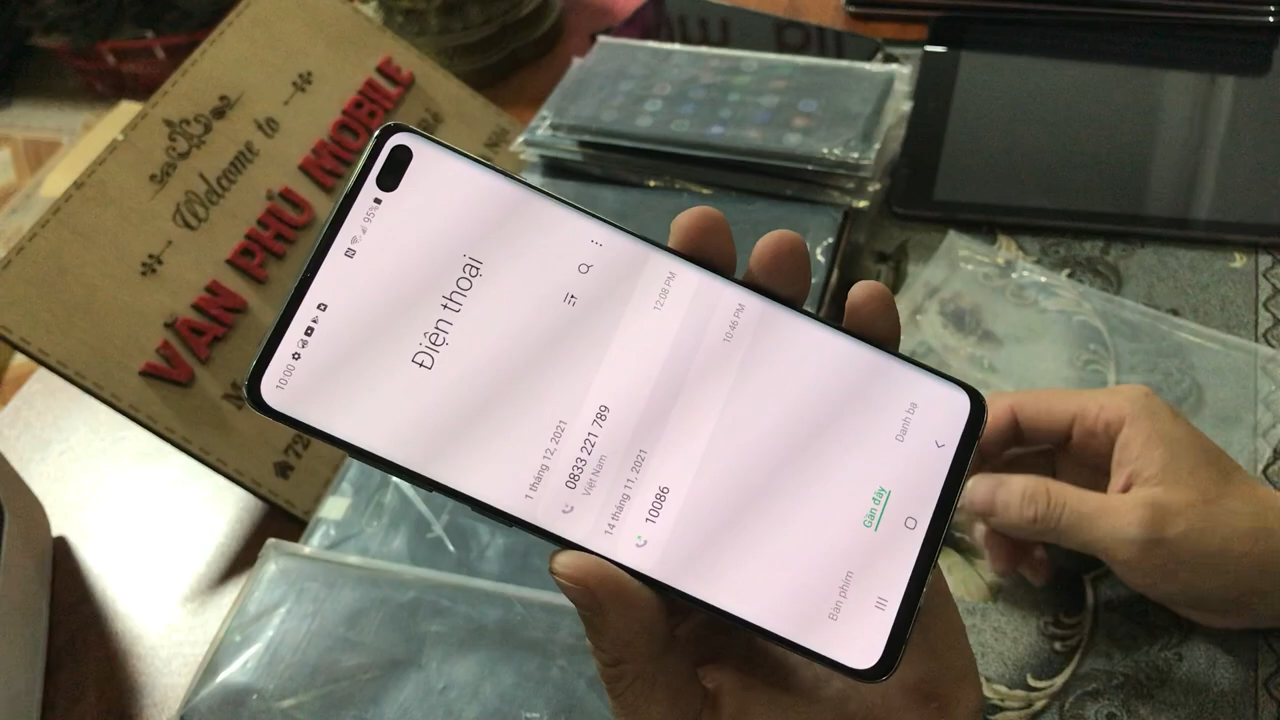 Welcome to
VĂN PHÚ MOBILE
72
10:00
95%
Điện thoại
1 tháng 12, 2021
0833 221 789
12:08 PM
Việt Nam
14 tháng 11, 2021
10086
10:46 PM
Bàn phím
Gần đây
Danh bạ